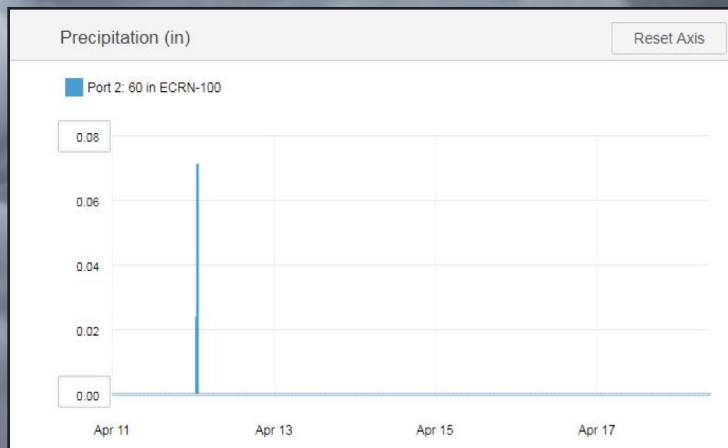 Precipitation (in)
Reset Axis
Port 2: 60 in ECRN-100
0.08
0.06
0.04
0.02
0.00
Apr 11 Apr 13 Apr 15 Apr 17